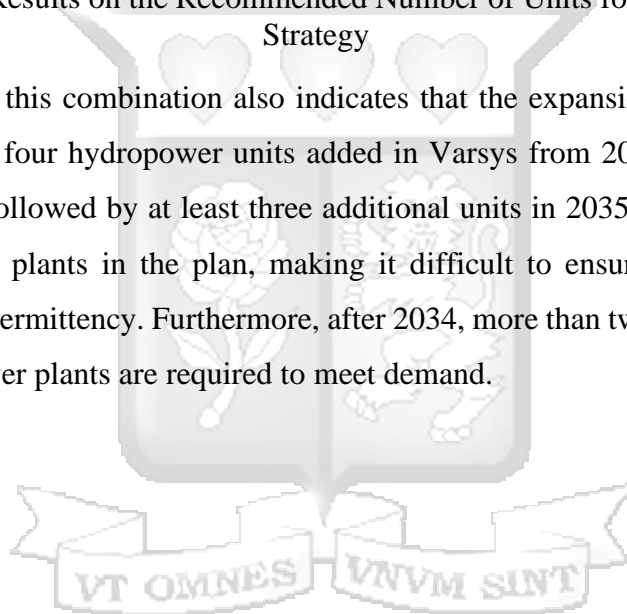 Results on the Recommended Number of Units fo
Strategy
this combination also indicates that the expansi
four hydropower units added in Varsys from 20
ollowed by at least three additional units in 2035
plants in the plan, making it difficult to ensur
ermittency. Furthermore, after 2034, more than tw
er plants are required to meet demand.
VT OMNES VNVM SINT